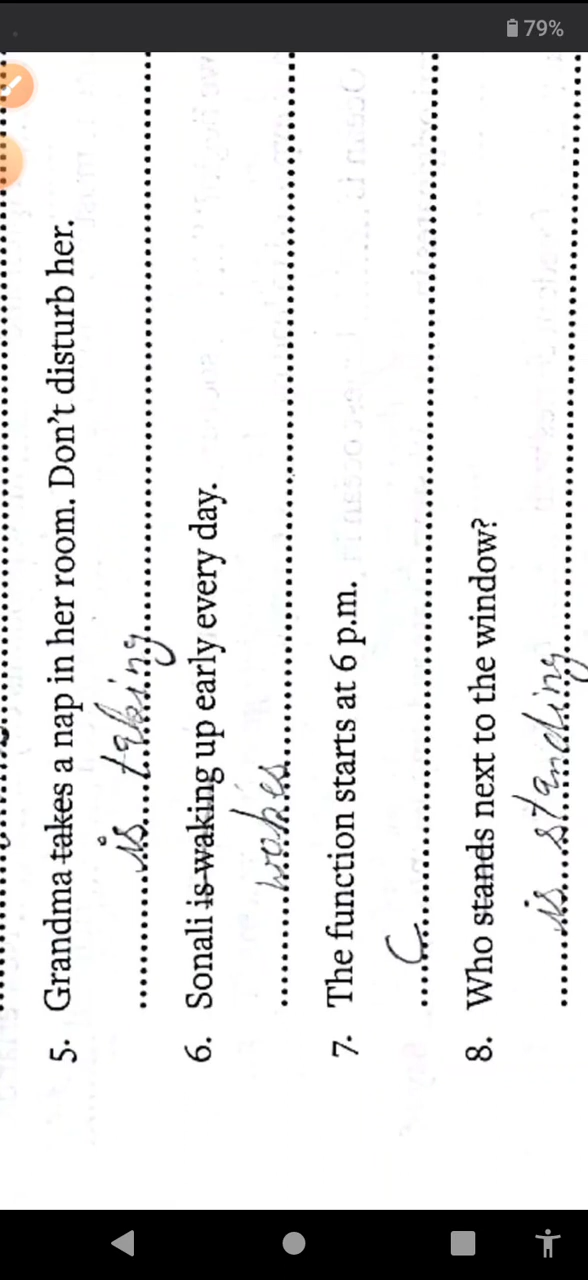 79%
5. Grandma takes a nap in her room. Don't disturb her.
is taking
6. Sonali is waking up early every day.
wakes
7. The function starts at 6 p.m.
C
8. Who stands next to the window?
is standing